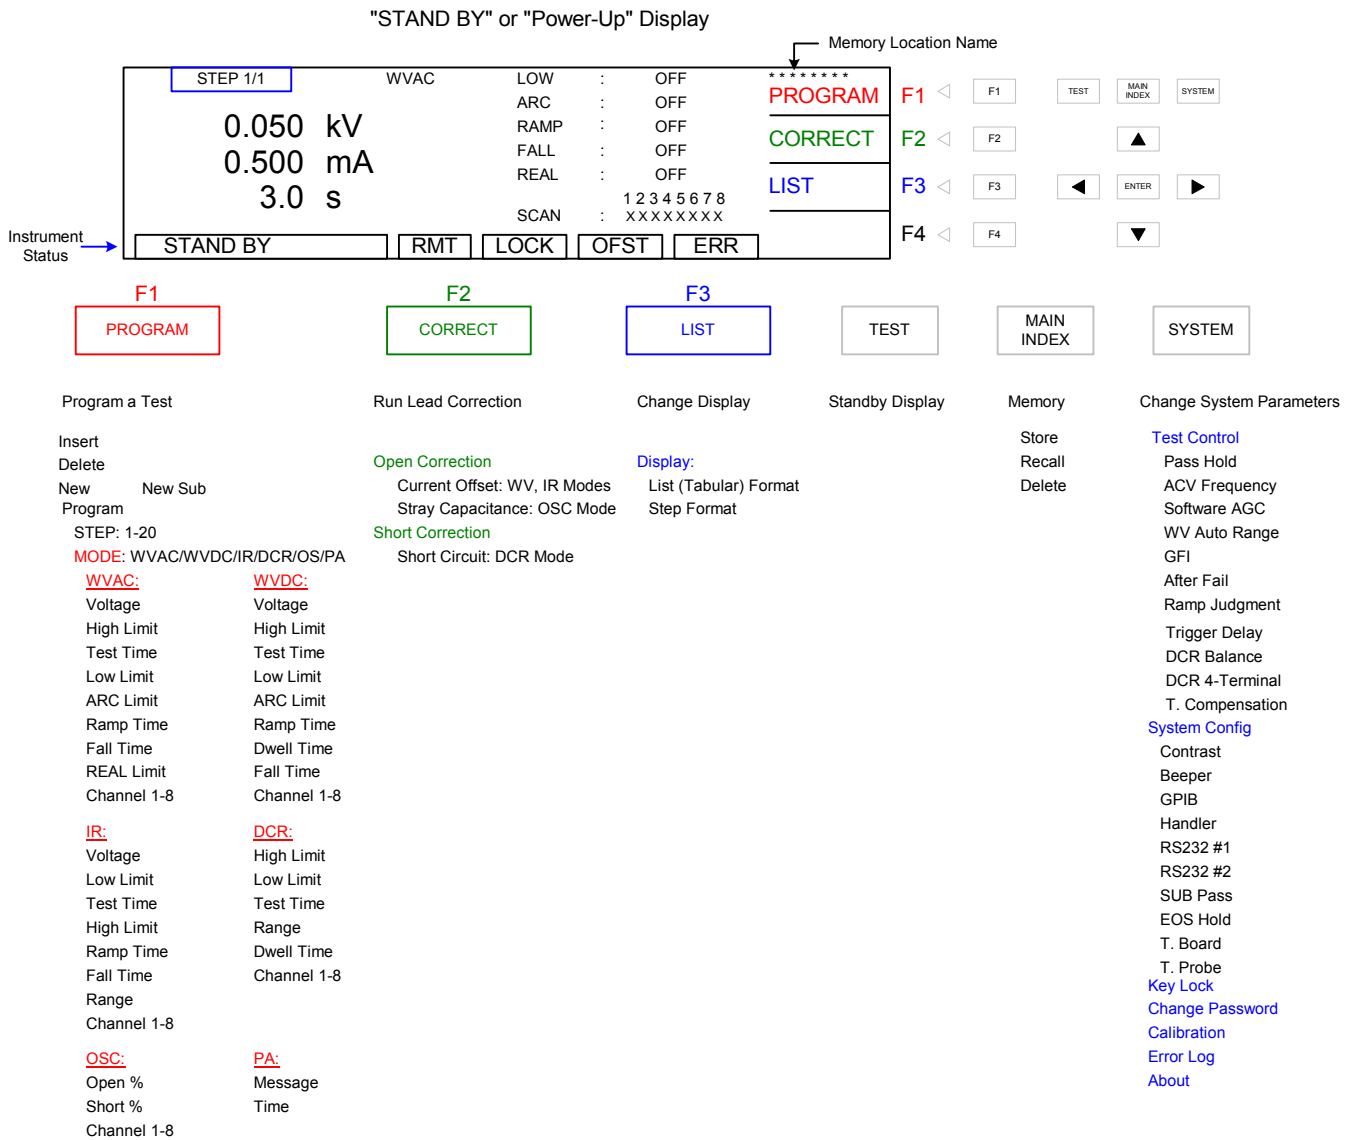 "STAND BY" or "Power-Up" Display
Memory Location Name
STEP 1/1 WVAC LOW : OFF * * * * * * * *
PROGRAM F1 F1 TEST MAIN INDEX SYSTEM
ARC : OFF
0.050 kV RAMP : OFF
CORRECT F2 F2
FALL : OFF
0.500 mA
REAL : OFF
LIST F3 F3 ENTER
3.0 s 1 2 3 4 5 6 7 8
SCAN : X X X X X X X X
F4 F4
Instrument Status
STAND BY RMT LOCK OFST ERR
F1 F2 F3
PROGRAM CORRECT LIST TEST MAIN INDEX SYSTEM
Program a Test
Insert
Delete
New New Sub
Program
STEP: 1-20
MODE: WVAC/WVDC/IR/DCR/OS/PA
WVAC:
Voltage
High Limit
Test Time
Low Limit
ARC Limit
Ramp Time
Fall Time
REAL Limit
Channel 1-8
WVDC:
Voltage
High Limit
Test Time
Low Limit
ARC Limit
Ramp Time
Dwell Time
Fall Time
Channel 1-8
IR:
Voltage
Low Limit
Test Time
High Limit
Ramp Time
Fall Time
Range
Channel 1-8
DCR:
High Limit
Low Limit
Test Time
Range
Dwell Time
Channel 1-8
OSC:
Open %
Short %
Channel 1-8
PA:
Message
Time
Run Lead Correction
Open Correction
Current Offset: WV, IR Modes
Stray Capacitance: OSC Mode
Short Correction
Short Circuit: DCR Mode
Change Display
Display:
List (Tabular) Format
Step Format
Standby Display
Memory
Store
Recall
Delete
Change System Parameters
Test Control
Pass Hold
ACV Frequency
Software AGC
WV Auto Range
GFI
After Fail
Ramp Judgment
Trigger Delay
DCR Balance
DCR 4-Terminal
T. Compensation
System Config
Contrast
Beeper
GPIB
Handler
RS232 #1
RS232 #2
SUB Pass
EOS Hold
T. Board
T. Probe
Key Lock
Change Password
Calibration
Error Log
About